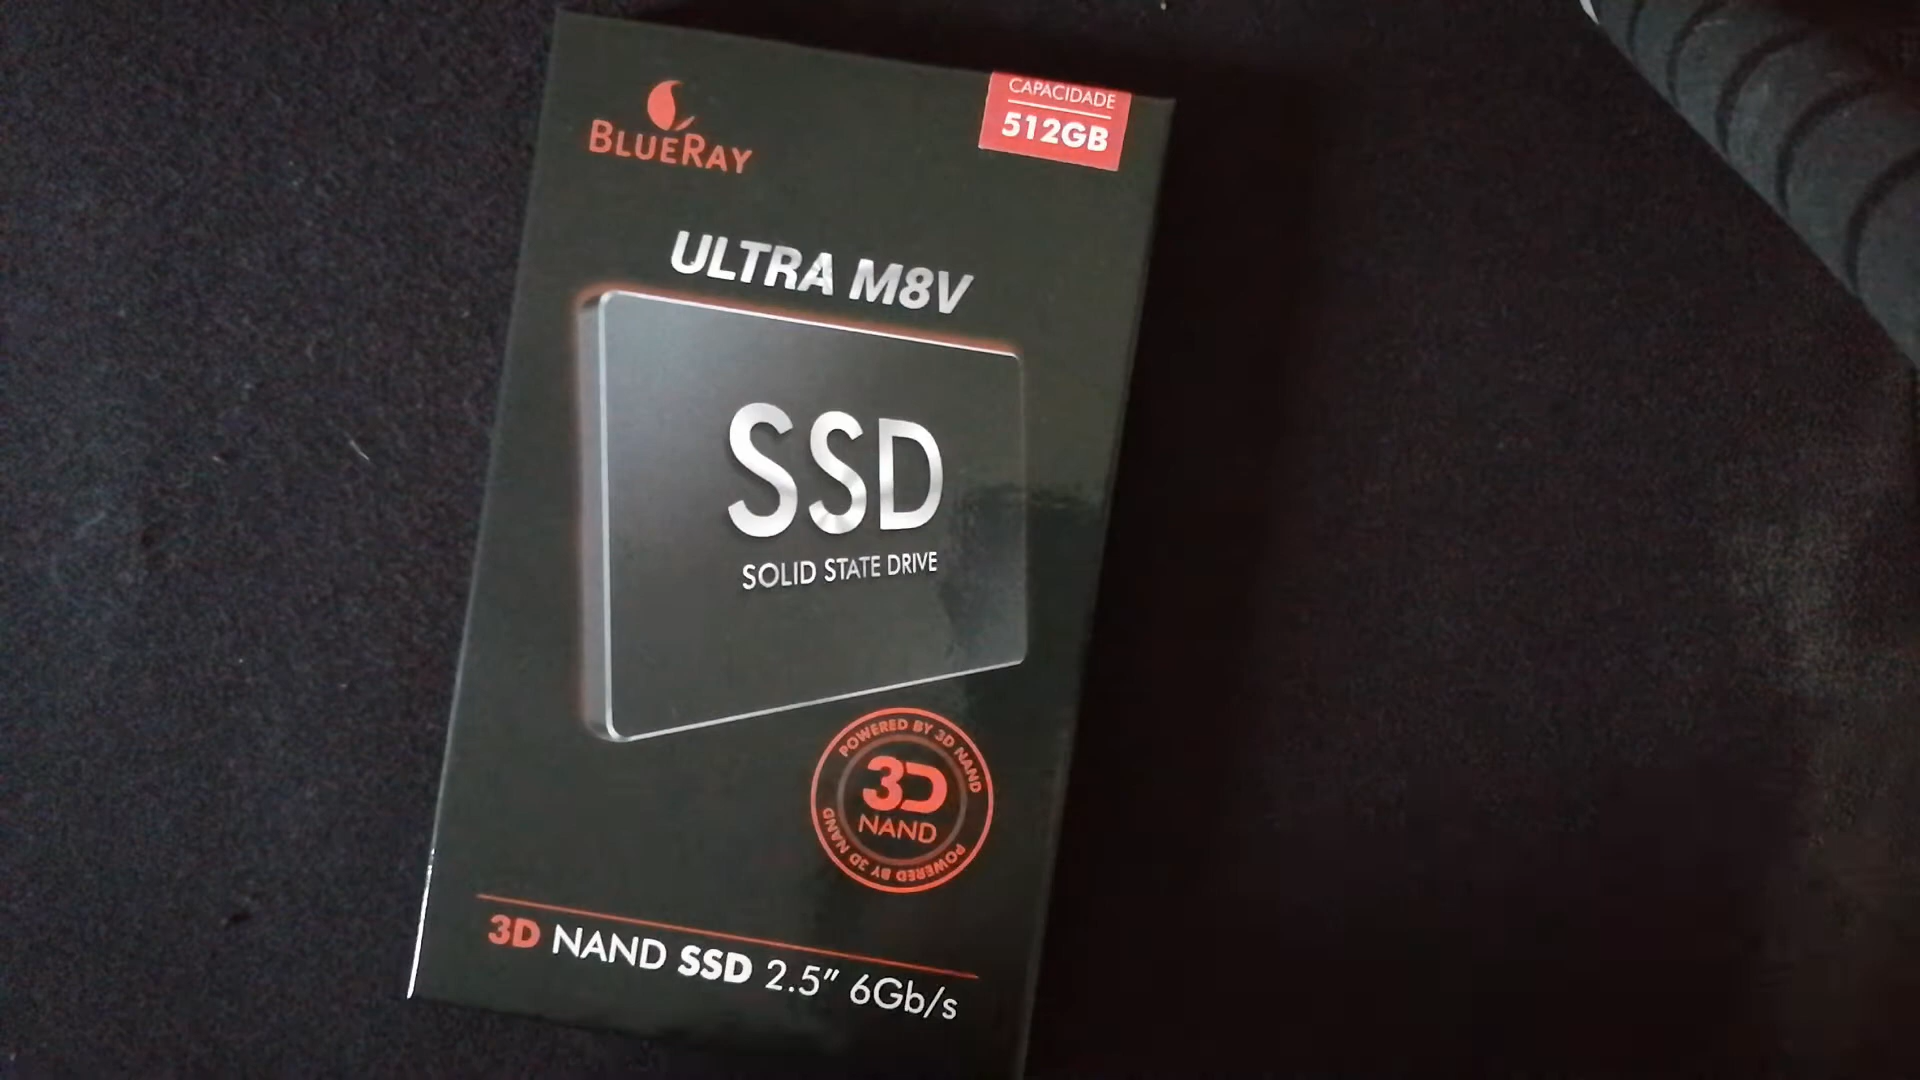 BLUERAY
CAPACIDADE
512GB
ULTRA M8V
SSD
SOLID STATE DRIVE
POWERED BY 3D NAND
3D
NAND
POWERED BY 3D NAND
3D NAND SSD 2.5” 6Gb/s